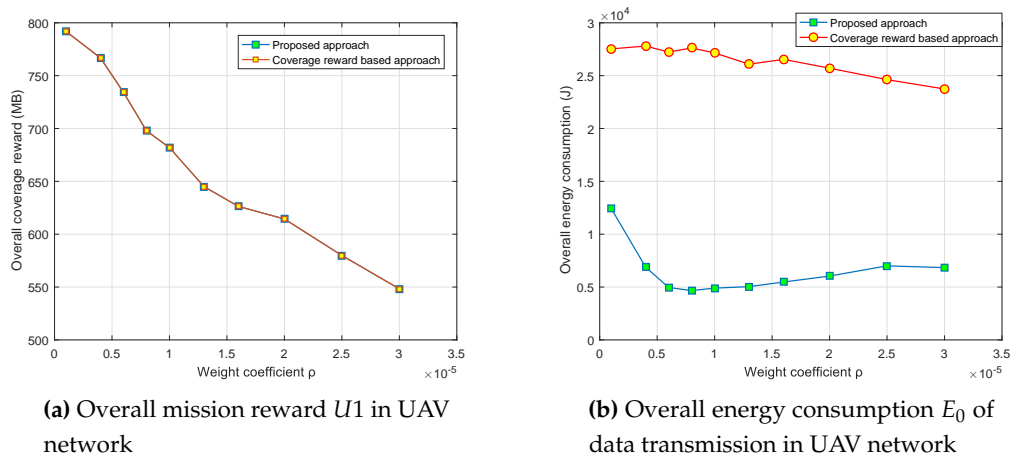 800
750
700
650
600
550
500
0
0.5
1
1.5
2
2.5
3
3.5
×10⁻⁵
Weight coefficient ρ
Overall coverage reward (MB)
Proposed approach
Coverage reward based approach
(a) Overall mission reward U1 in UAV
network
×10⁴
3
2.5
2
1.5
1
0.5
0
0
0.5
1
1.5
2
2.5
3
3.5
×10⁻⁵
Weight coefficient ρ
Overall energy consumption (J)
Proposed approach
Coverage reward based approach
(b) Overall energy consumption E₀ of
data transmission in UAV network